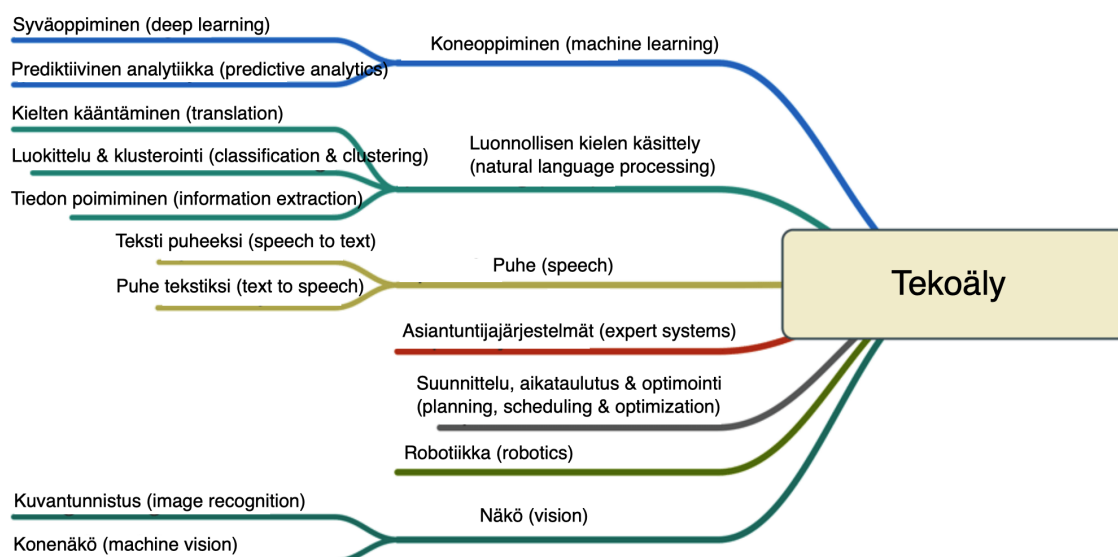 Syväoppiminen (deep learning)
Koneoppiminen (machine learning)
Prediktiivinen analytiikka (predictive analytics)
Kielten kääntäminen (translation)
Luonnollisen kielen käsittely
(natural language processing)
Luokittelu & klusterointi (classification & clustering)
Tiedon poimiminen (information extraction)
Teksti puheeksi (speech to text)
Puhe (speech)
Puhe tekstiksi (text to speech)
Tekoäly
Asiantuntijajärjestelmät (expert systems)
Suunnittelu, aikataulutus & optimointi
(planning, scheduling & optimization)
Robotiikka (robotics)
Kuvantunnistus (image recognition)
Näkö (vision)
Konenäkö (machine vision)